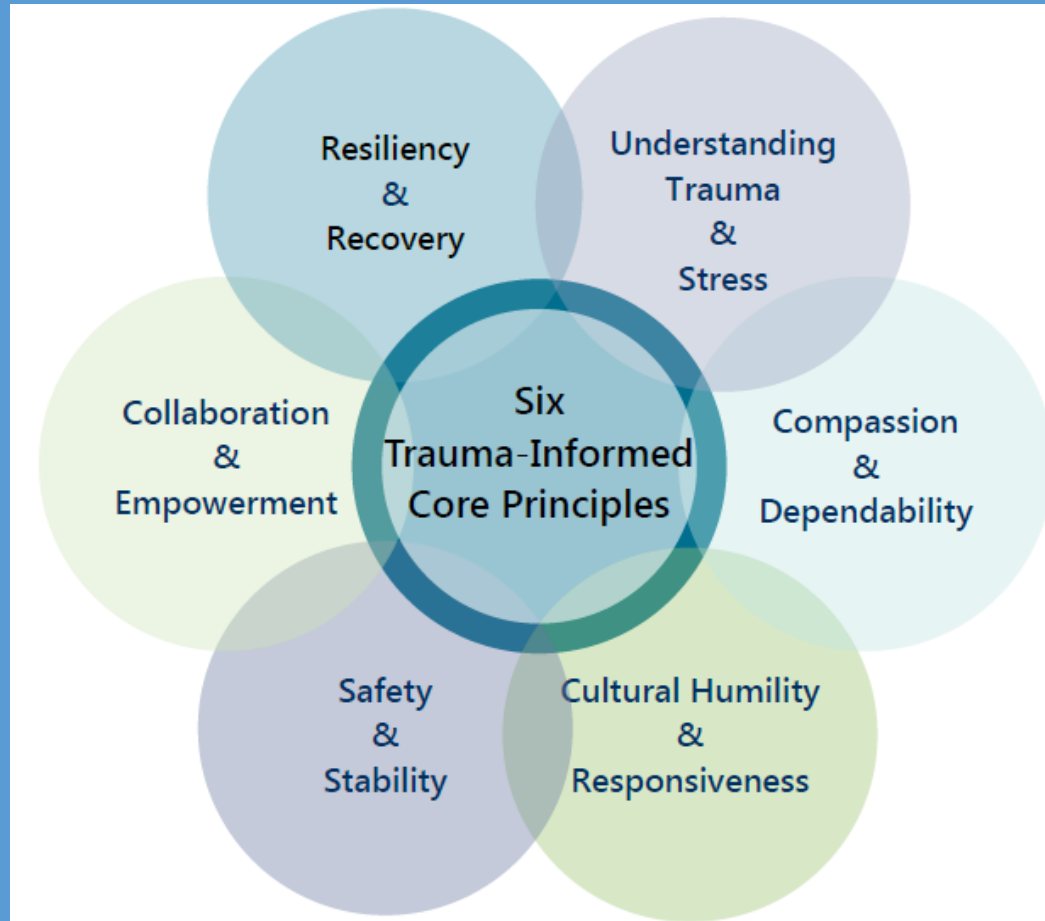 Resiliency
&
Recovery
Understanding
Trauma
&
Stress
Collaboration
&
Empowerment
Six
Trauma-Informed
Core Principles
Compassion
&
Dependability
Safety
&
Stability
Cultural Humility
&
Responsiveness